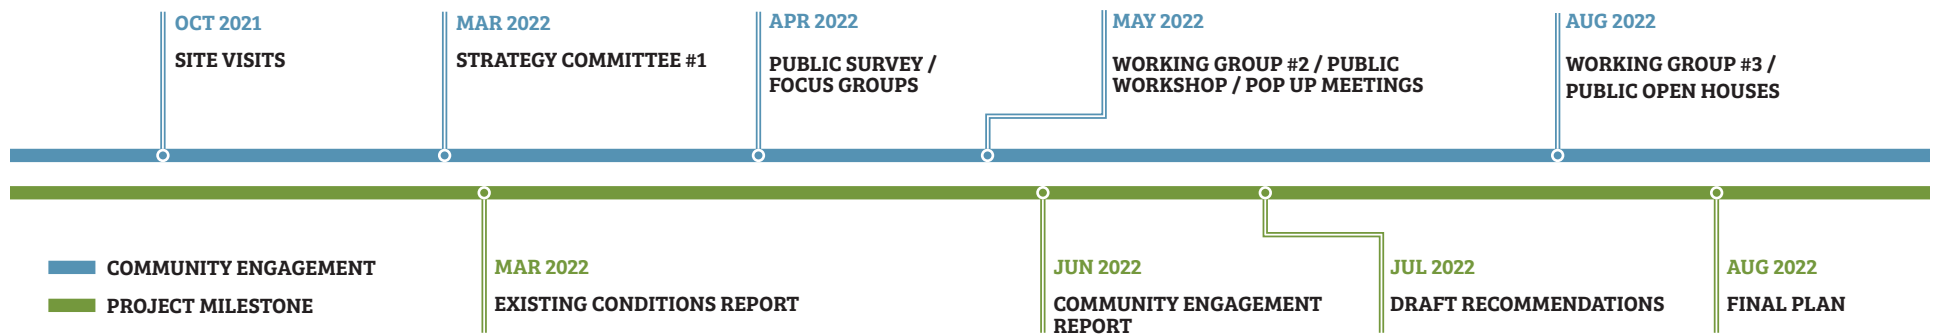 OCT 2021
SITE VISITS
MAR 2022
STRATEGY COMMITTEE #1
APR 2022
PUBLIC SURVEY /
FOCUS GROUPS
MAY 2022
WORKING GROUP #2 / PUBLIC
WORKSHOP / POP UP MEETINGS
AUG 2022
WORKING GROUP #3 /
PUBLIC OPEN HOUSES
COMMUNITY ENGAGEMENT
PROJECT MILESTONE
MAR 2022
EXISTING CONDITIONS REPORT
JUN 2022
COMMUNITY ENGAGEMENT
REPORT
JUL 2022
DRAFT RECOMMENDATIONS
AUG 2022
FINAL PLAN